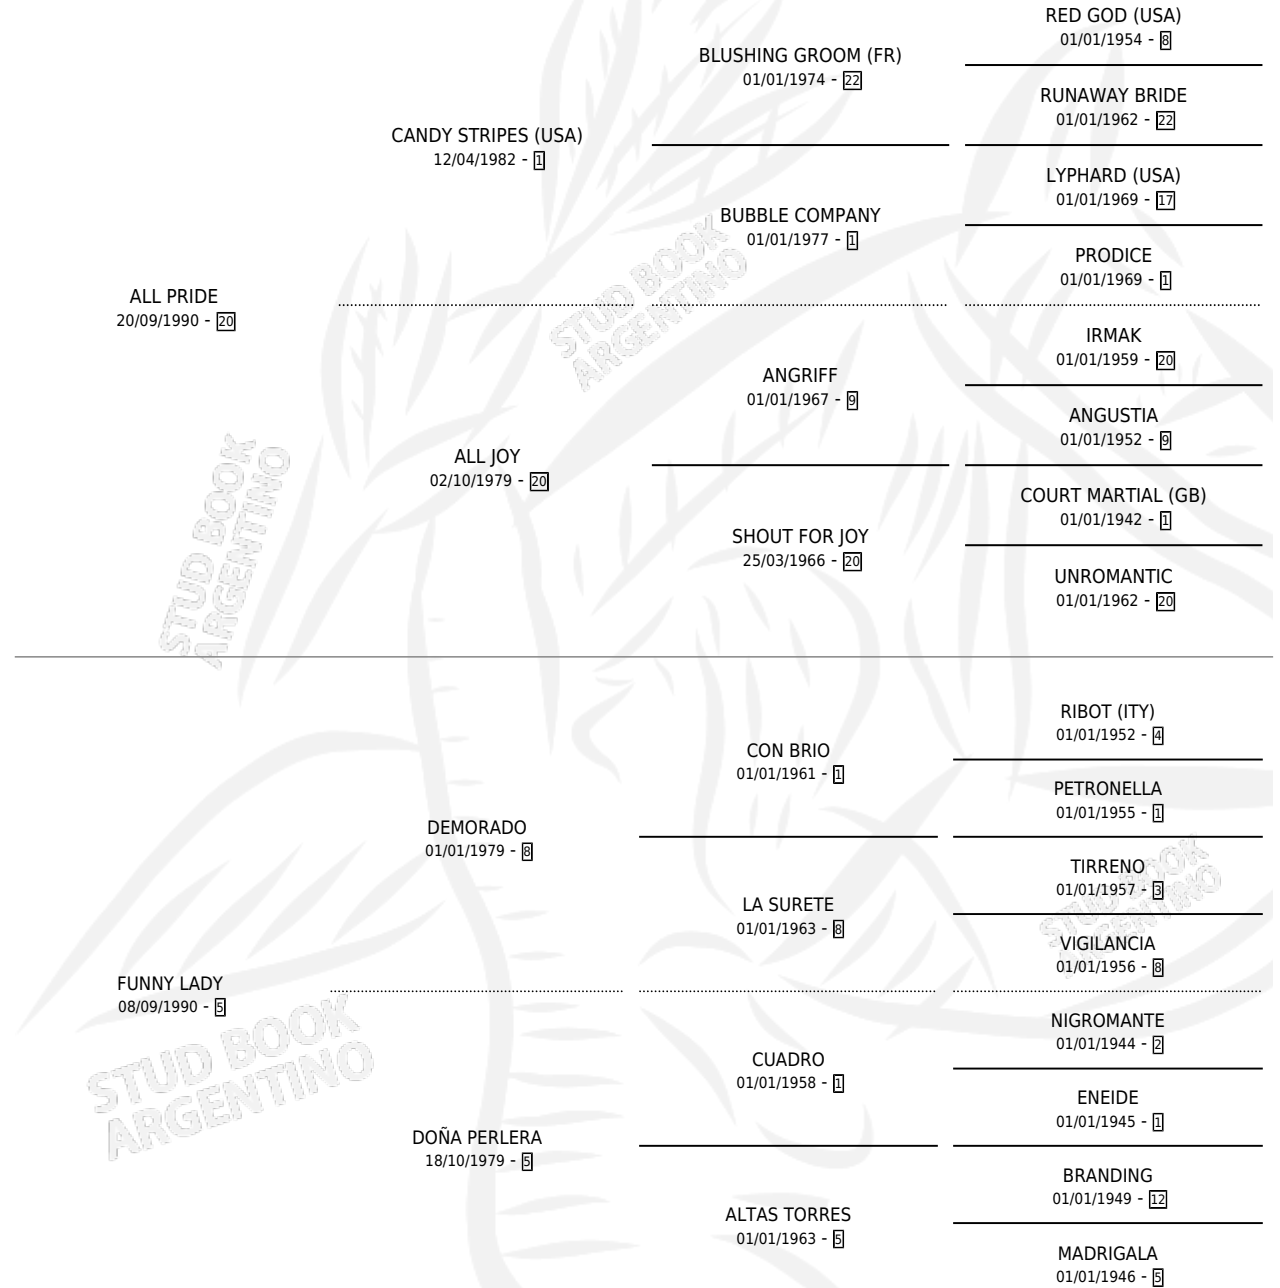 RED GOD (USA)
01/01/1954 - 8
BLUSHING GROOM (FR)
01/01/1974 - 22
RUNAWAY BRIDE
01/01/1962 - 22
CANDY STRIPES (USA)
12/04/1982 - 1
LYPHARD (USA)
01/01/1969 - 17
BUBBLE COMPANY
01/01/1977 - 1
PRODICE
01/01/1969 - 1
ALL PRIDE
20/09/1990 - 20
IRMAK
01/01/1959 - 20
ANGRIFF
01/01/1967 - 9
ANGUSTIA
01/01/1952 - 9
ALL JOY
02/10/1979 - 20
COURT MARTIAL (GB)
01/01/1942 - 1
SHOUT FOR JOY
25/03/1966 - 20
UNROMANTIC
01/01/1962 - 20
RIBOT (ITY)
01/01/1952 - 4
CON BRIO
01/01/1961 - 1
PETRONELLA
01/01/1955 - 1
DEMORADO
01/01/1979 - 8
TIRRENO
01/01/1957 - 3
LA SURETE
01/01/1963 - 8
VIGILANCIA
01/01/1956 - 8
FUNNY LADY
08/09/1990 - 5
NIGROMANTE
01/01/1944 - 2
CUADRO
01/01/1958 - 1
ENEIDE
01/01/1945 - 1
DOÑA PERLERA
18/10/1979 - 5
BRANDING
01/01/1949 - 12
ALTAS TORRES
01/01/1963 - 5
MADRIGALA
01/01/1946 - 5
STUD BOOK
ARGENTINO
STUD BOOK
ARGENTINO
STUD BOOK
ARGENTINO
STUD BOOK
ARGENTINO